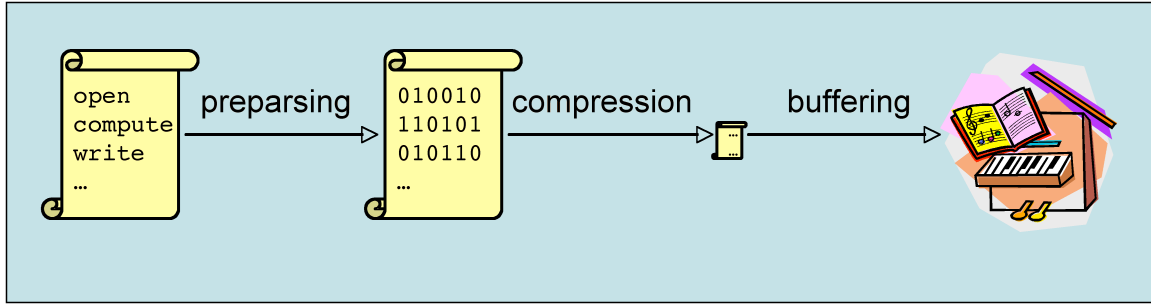 open
compute
write
…
preparsing
010010
110101
010110
…
compression
...
...
buffering